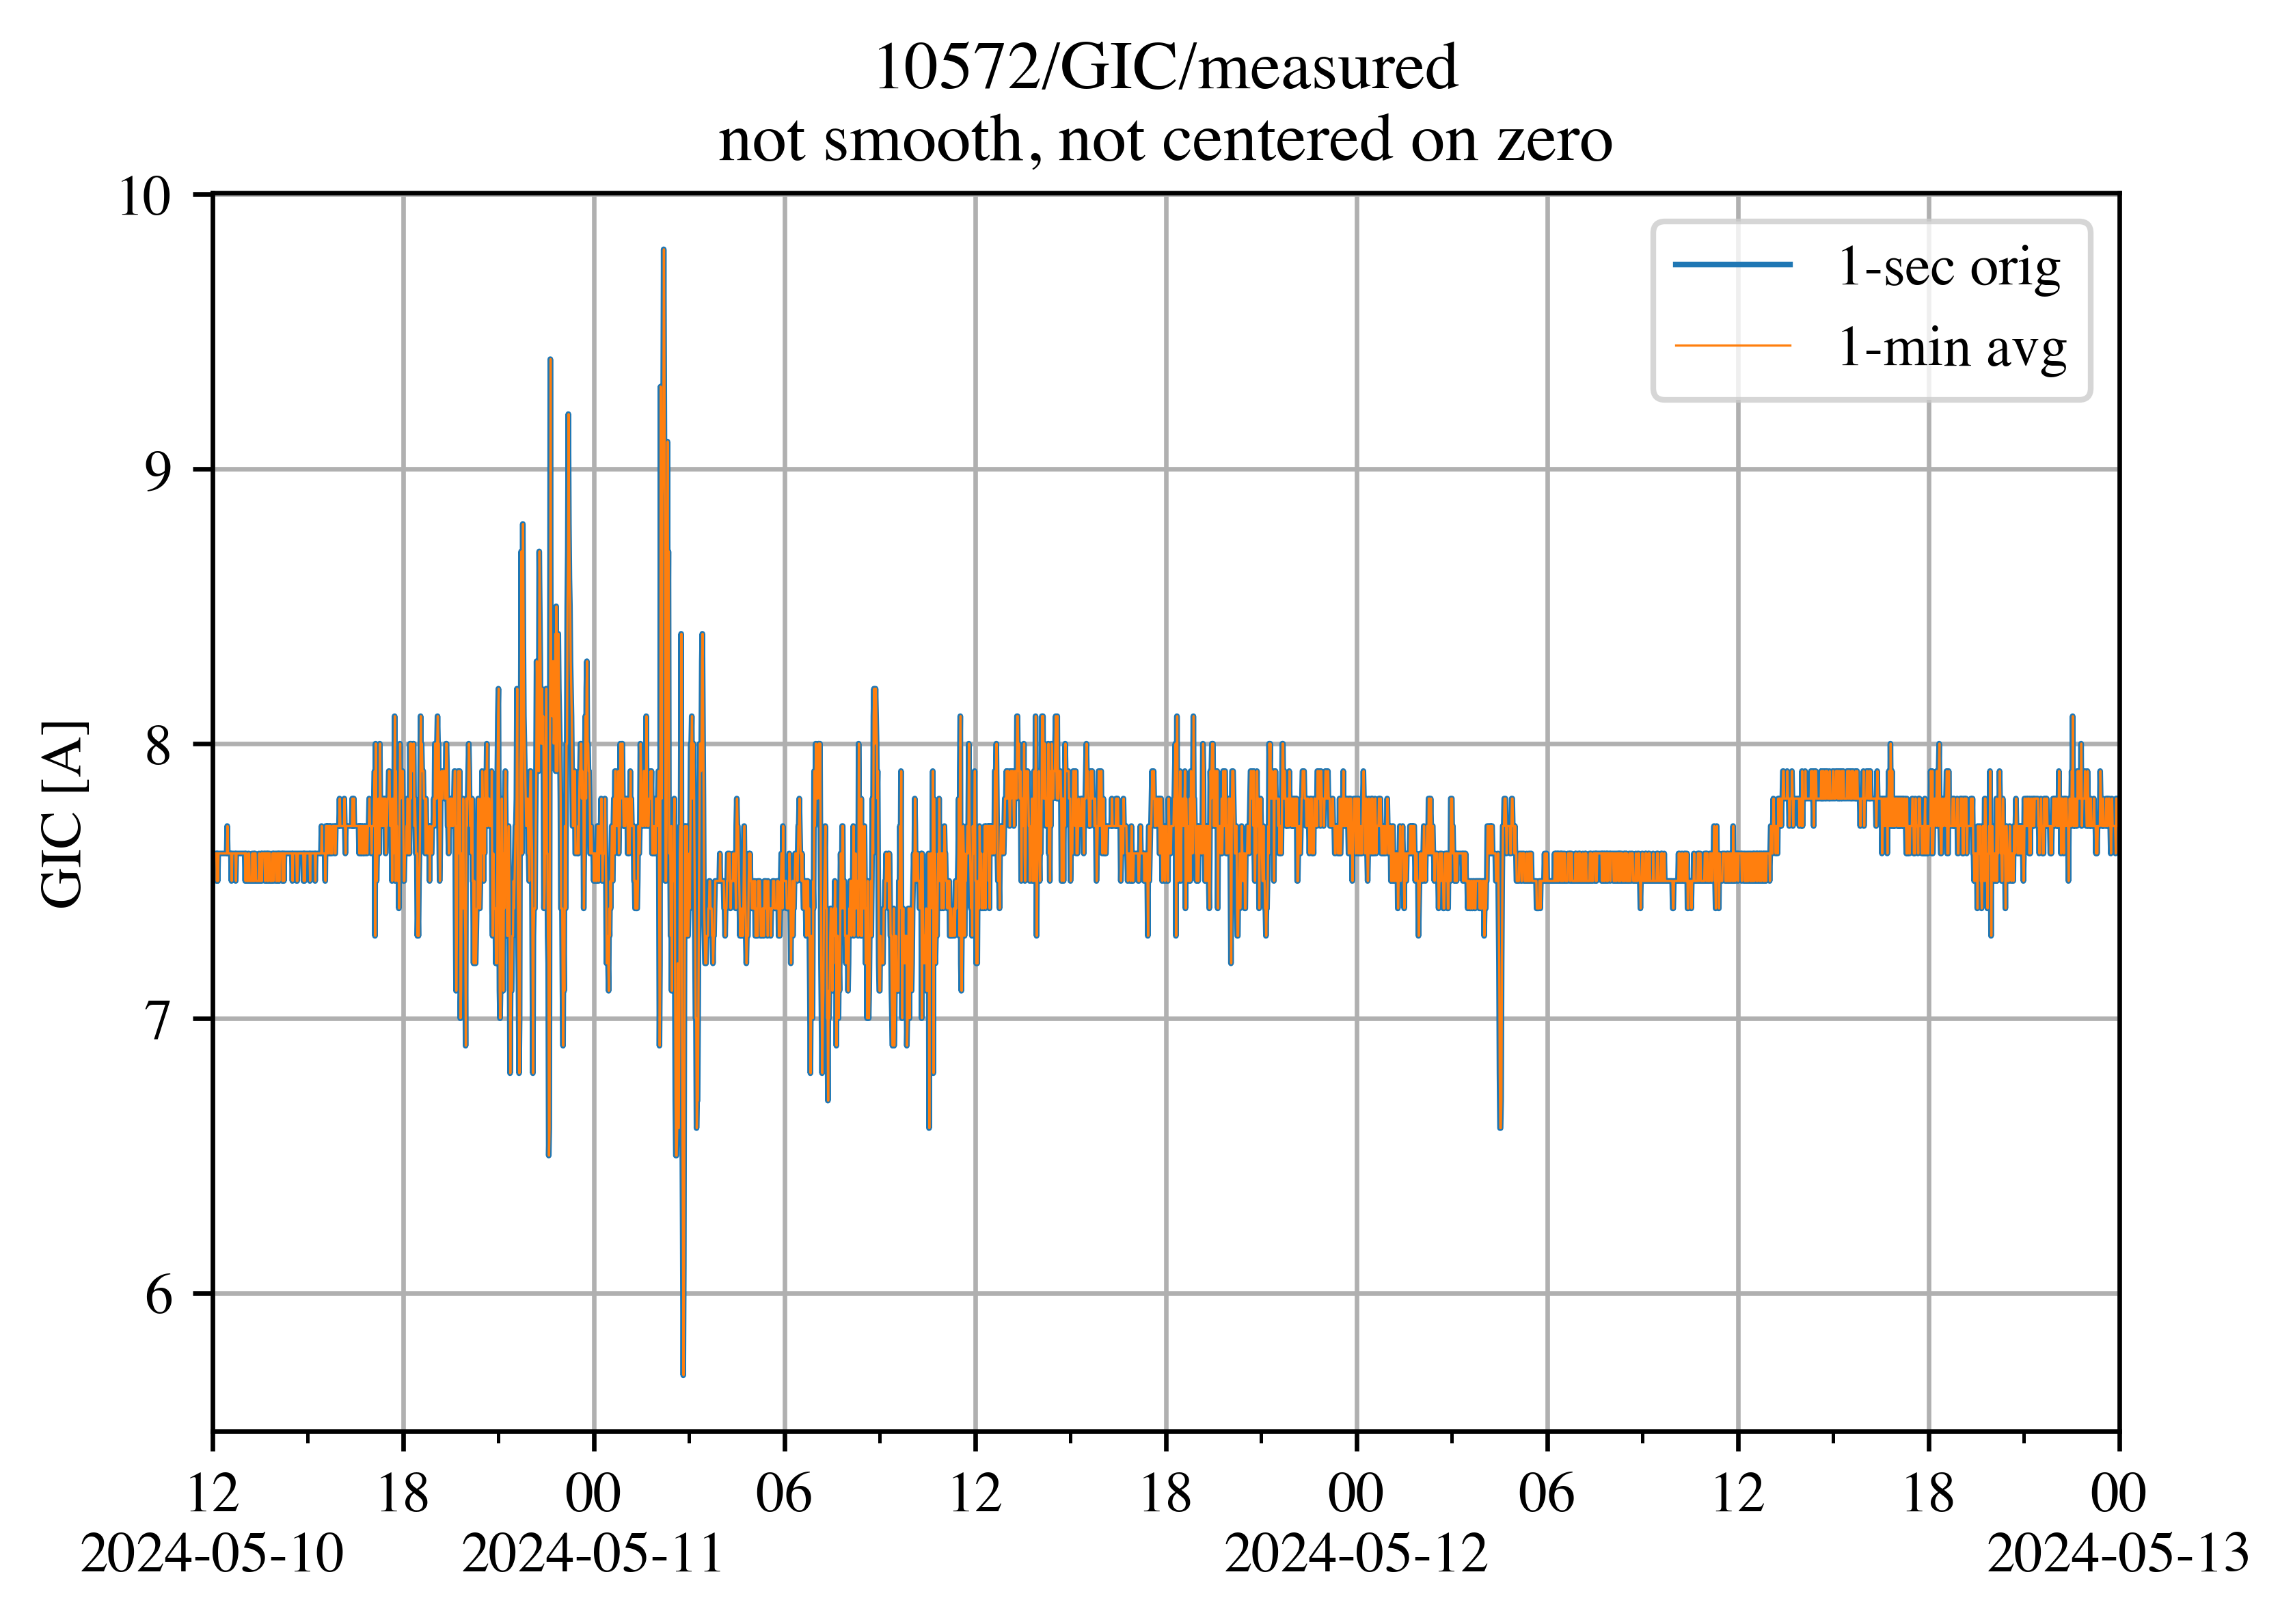 10572/GIC/measured
not smooth, not centered on zero
10
9
8
7
6
GIC [A]
1-sec orig
1-min avg
12 18 00 06 12 18 00 06 12 18 00
2024-05-10 2024-05-11 2024-05-12 2024-05-13